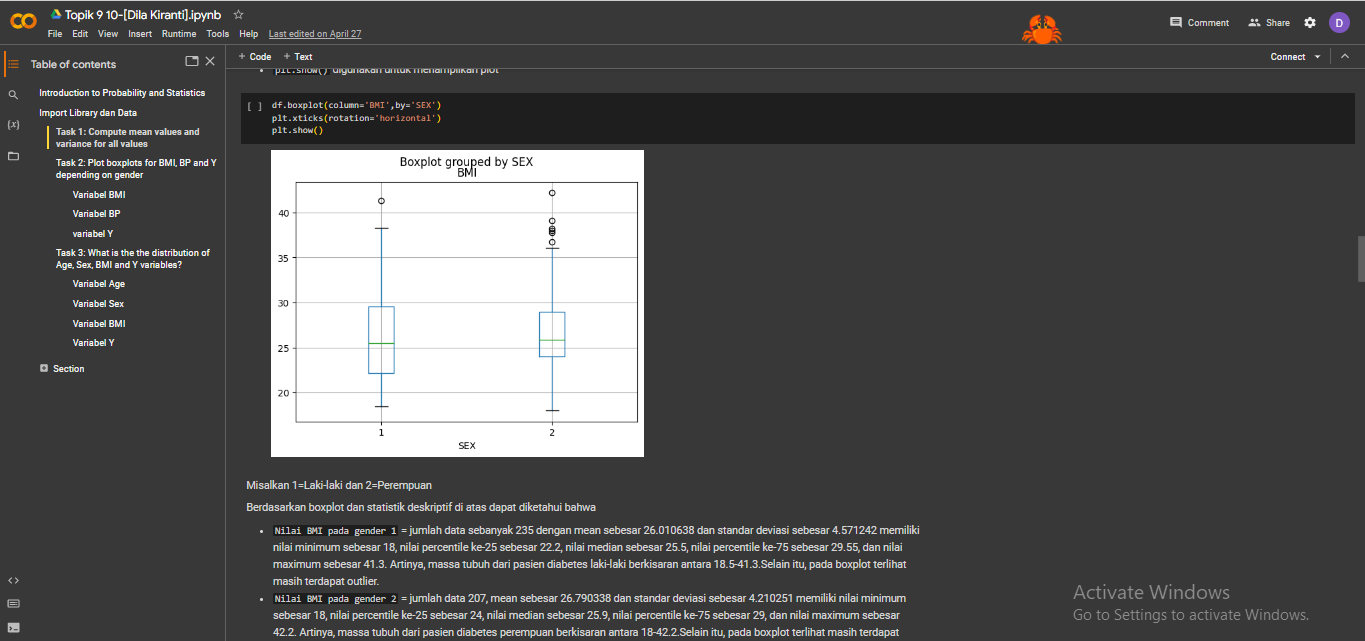 Topik 9 10-[Dila Kiranti].ipynb
File Edit View Insert Runtime Tools Help Last edited on April 27
Comment Share D
Table of contents
+ Code + Text
Connect
Introduction to Probability and Statistics
Import Library dan Data
Task 1: Compute mean values and
variance for all values
Task 2: Plot boxplots for BMI, BP and Y
depending on gender
Variabel BMI
Variabel BP
variabel Y
Task 3: What is the the distribution of
Age, Sex, BMI and Y variables?
Variabel Age
Variabel Sex
Variabel BMI
Variabel Y
Section
plt.show() digunakan untuk menampilkan plot
[ ] df.boxplot(column='BMI',by='SEX')
plt.xticks(rotation='horizontal')
plt.show()
Boxplot grouped by SEX
BMI
40
35
30
25
20
1 2
SEX
Misalkan 1=Laki-laki dan 2=Perempuan
Berdasarkan boxplot dan statistik deskriptif di atas dapat diketahui bahwa
• Nilai BMI pada gender 1 = jumlah data sebanyak 235 dengan mean sebesar 26.010638 dan standar deviasi sebesar 4.571242 memiliki
nilai minimum sebesar 18, nilai percentile ke-25 sebesar 22.2, nilai median sebesar 25.5, nilai percentile ke-75 sebesar 29.55, dan nilai
maximum sebesar 41.3. Artinya, massa tubuh dari pasien diabetes laki-laki berkisaran antara 18.5-41.3.Selain itu, pada boxplot terlihat
masih terdapat outlier.
• Nilai BMI pada gender 2 = jumlah data 207, mean sebesar 26.790338 dan standar deviasi sebesar 4.210251 memiliki nilai minimum
sebesar 18, nilai percentile ke-25 sebesar 24, nilai median sebesar 25.9, nilai percentile ke-75 sebesar 29, dan nilai maximum sebesar
42.2. Artinya, massa tubuh dari pasien diabetes perempuan berkisaran antara 18-42.2.Selain itu, pada boxplot terlihat masih terdapat
Activate Windows
Go to Settings to activate Windows.